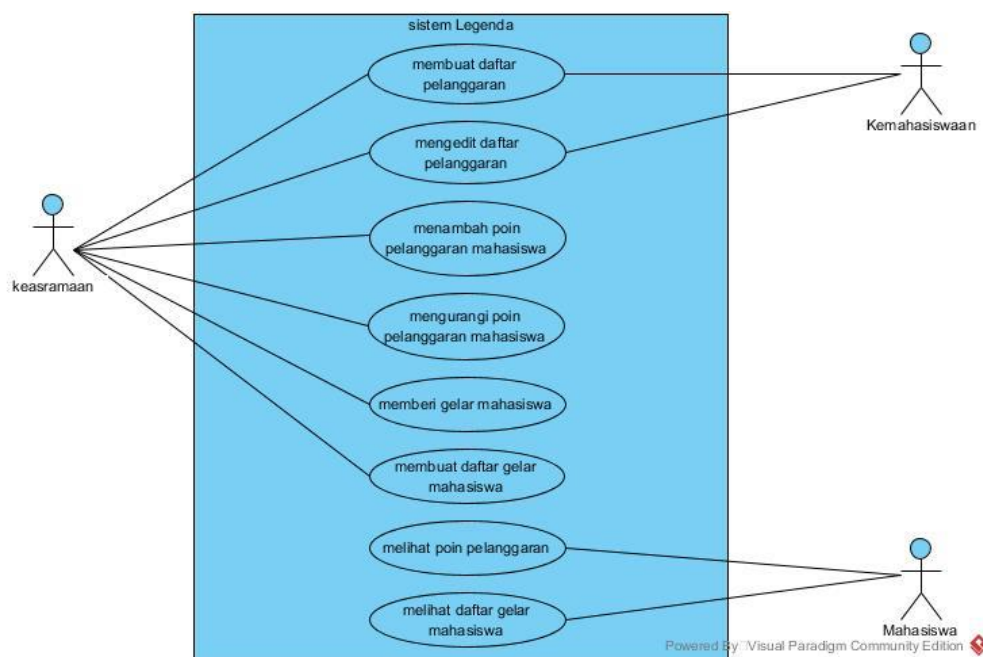 sistem Legenda
membuat daftar
pelanggaran
mengedit daftar
pelanggaran
menambah poin
pelanggaran mahasiswa
mengurangi poin
pelanggaran mahasiswa
memberi gelar mahasiswa
membuat daftar gelar
mahasiswa
melihat poin pelanggaran
melihat daftar gelar
mahasiswa
keasramaan
Kemahasiswaan
Mahasiswa
Powered By Visual Paradigm Community Edition